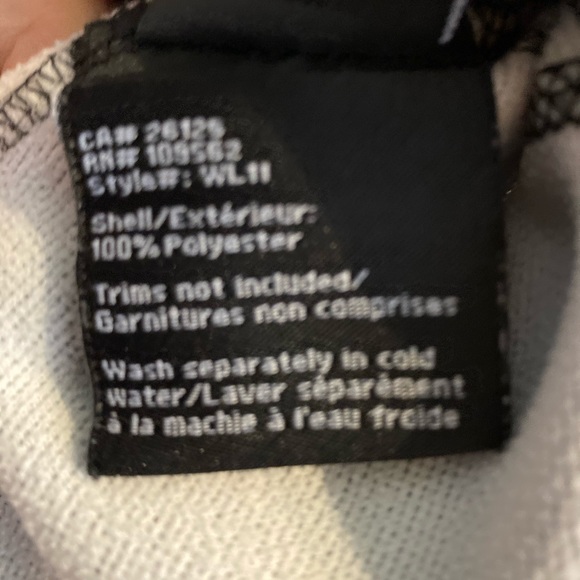 CA# 26125
RN# 109562
Style#: WL11
Shell/Extérieur:
100% Polyester
Trims not included/
Garnitures non comprises
Wash separately in cold
Water/Laver séparément
à la machie à l'eau froide